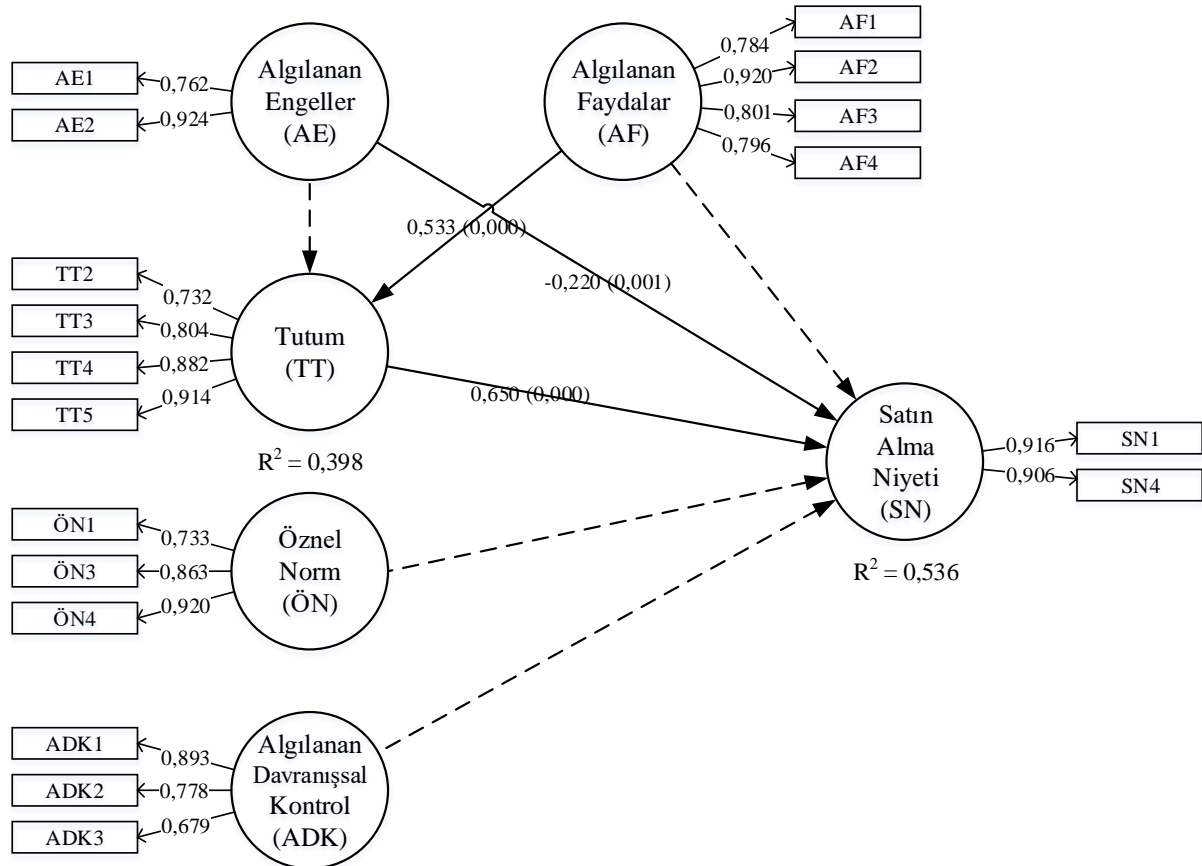 Algılanan
Engeller
(AE)
AE1
0,762
AE2
0,924
Algılanan
Faydalar
(AF)
0,784
AF1
0,920
AF2
0,801
AF3
0,796
AF4
0,533 (0,000)
-0,220 (0,001)
TT2
0,732
TT3
0,804
TT4
0,882
TT5
0,914
Tutum
(TT)
R² = 0,398
0,650 (0,000)
Satın
Alma
Niyeti
(SN)
0,916
SN1
0,906
SN4
R² = 0,536
ÖN1
0,733
ÖN3
0,863
ÖN4
0,920
Öznel
Norm
(ÖN)
ADK1
0,893
ADK2
0,778
ADK3
0,679
Algılanan
Davranışsal
Kontrol
(ADK)